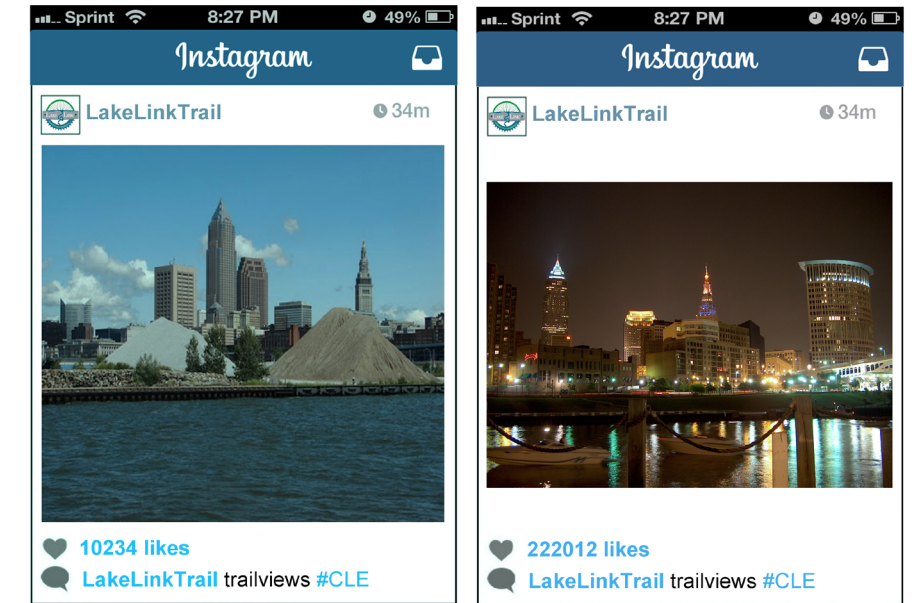 Sprint 8:27 PM 49%
Instagram
LakeLinkTrail 34m
10234 likes
LakeLinkTrail trailviews #CLE
Sprint 8:27 PM 49%
Instagram
LakeLinkTrail 34m
222012 likes
LakeLinkTrail trailviews #CLE